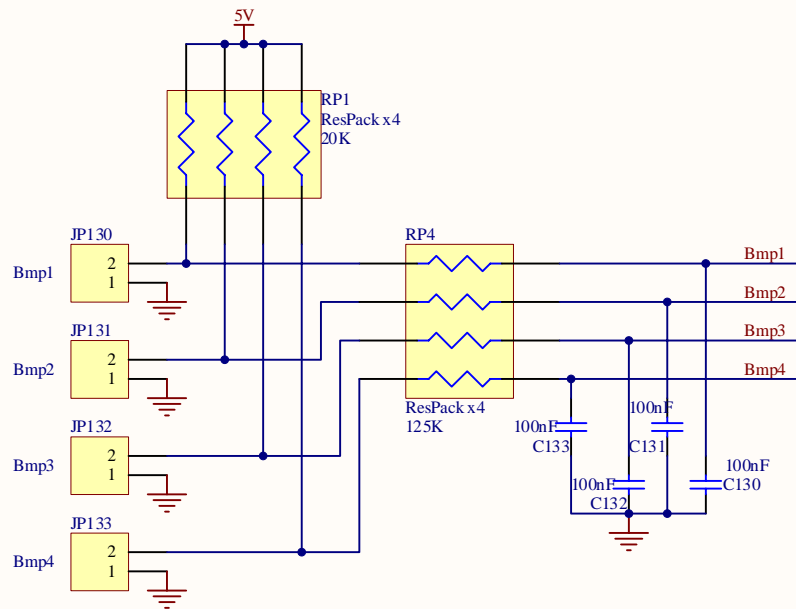 5V
RP1
ResPack x4
20K
JP130
2
1
Bmp1
RP4
Bmp1
Bmp2
Bmp3
Bmp4
JP131
2
1
Bmp2
ResPack x4
125K
100nF
C133
100nF
C131
JP132
2
1
Bmp3
100nF
C132
100nF
C130
JP133
2
1
Bmp4